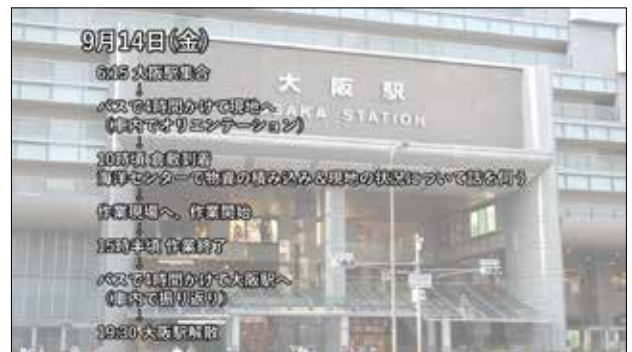 9月14日(金)
6:15 大阪駅集合
↓
バスで4時間かけて現地へ
(車内でオリエンテーション)
↓
10時頃 倉敷到着
海洋センターで物資の積み込み&現地の状況について話を伺う
↓
作業現場へ、作業開始
↓
15時半頃 作業終了
↓
バスで4時間かけて大阪駅へ
(車内で振り返り)
↓
19:30 大阪駅解散
大阪駅
OSAKA STATION